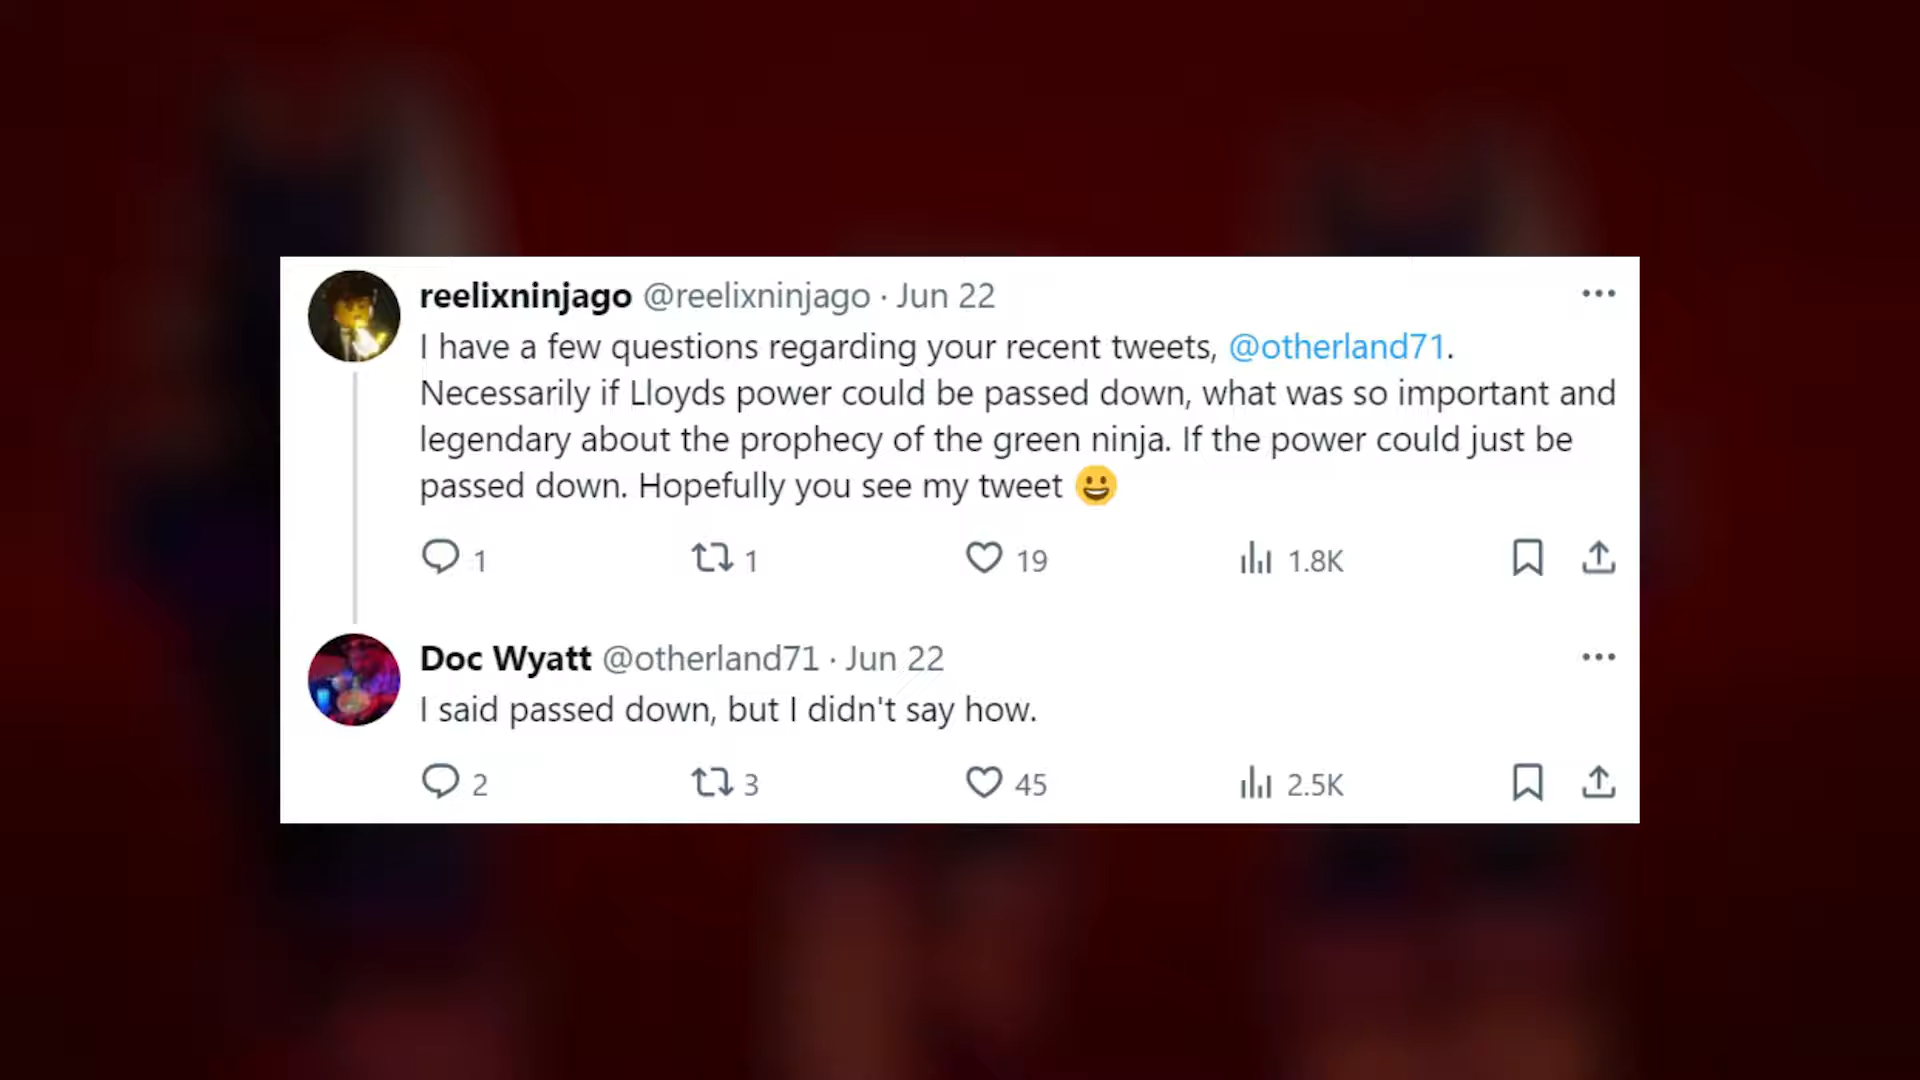 reelixninjago @reelixninjago · Jun 22
I have a few questions regarding your recent tweets, @otherland71.
Necessarily if Lloyds power could be passed down, what was so important and
legendary about the prophecy of the green ninja. If the power could just be
passed down. Hopefully you see my tweet 😀
1 1 19 1.8K
Doc Wyatt @otherland71 · Jun 22
I said passed down, but I didn't say how.
2 3 45 2.5K